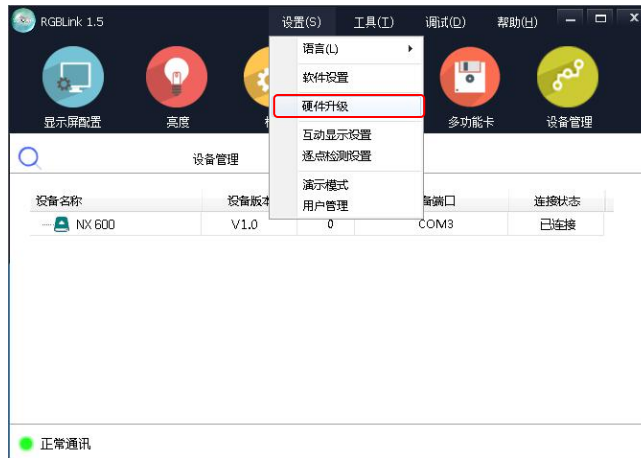 RGBLink 1.5 设置(S) 工具(T) 调试(D) 帮助(H)
语言(L)
软件设置
硬件升级
互动显示设置
逐点检测设置
演示模式
用户管理
显示屏配置 亮度 多功能卡 设备管理
设备管理
设备名称 设备版本 备端口 连接状态
NX 600 V1.0 0 COM3 已连接
正常通讯